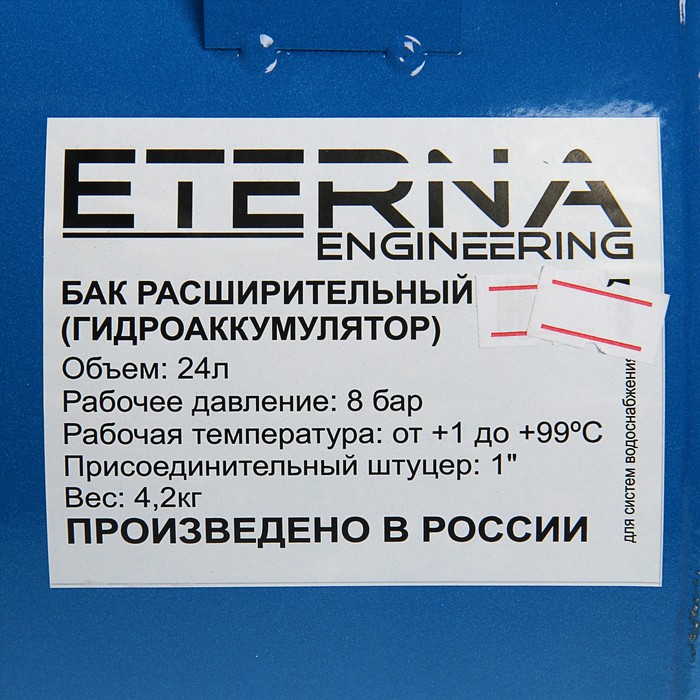 ETERNA
ENGINEERING
БАК РАСШИРИТЕЛЬНЫЙ
(ГИДРОАККУМУЛЯТОР)
Объем: 24л
Рабочее давление: 8 бар
Рабочая температура: от +1 до +99ºС
Присоединительный штуцер: 1"
Вес: 4,2кг
ПРОИЗВЕДЕНО В РОССИИ
для систем водоснабжения